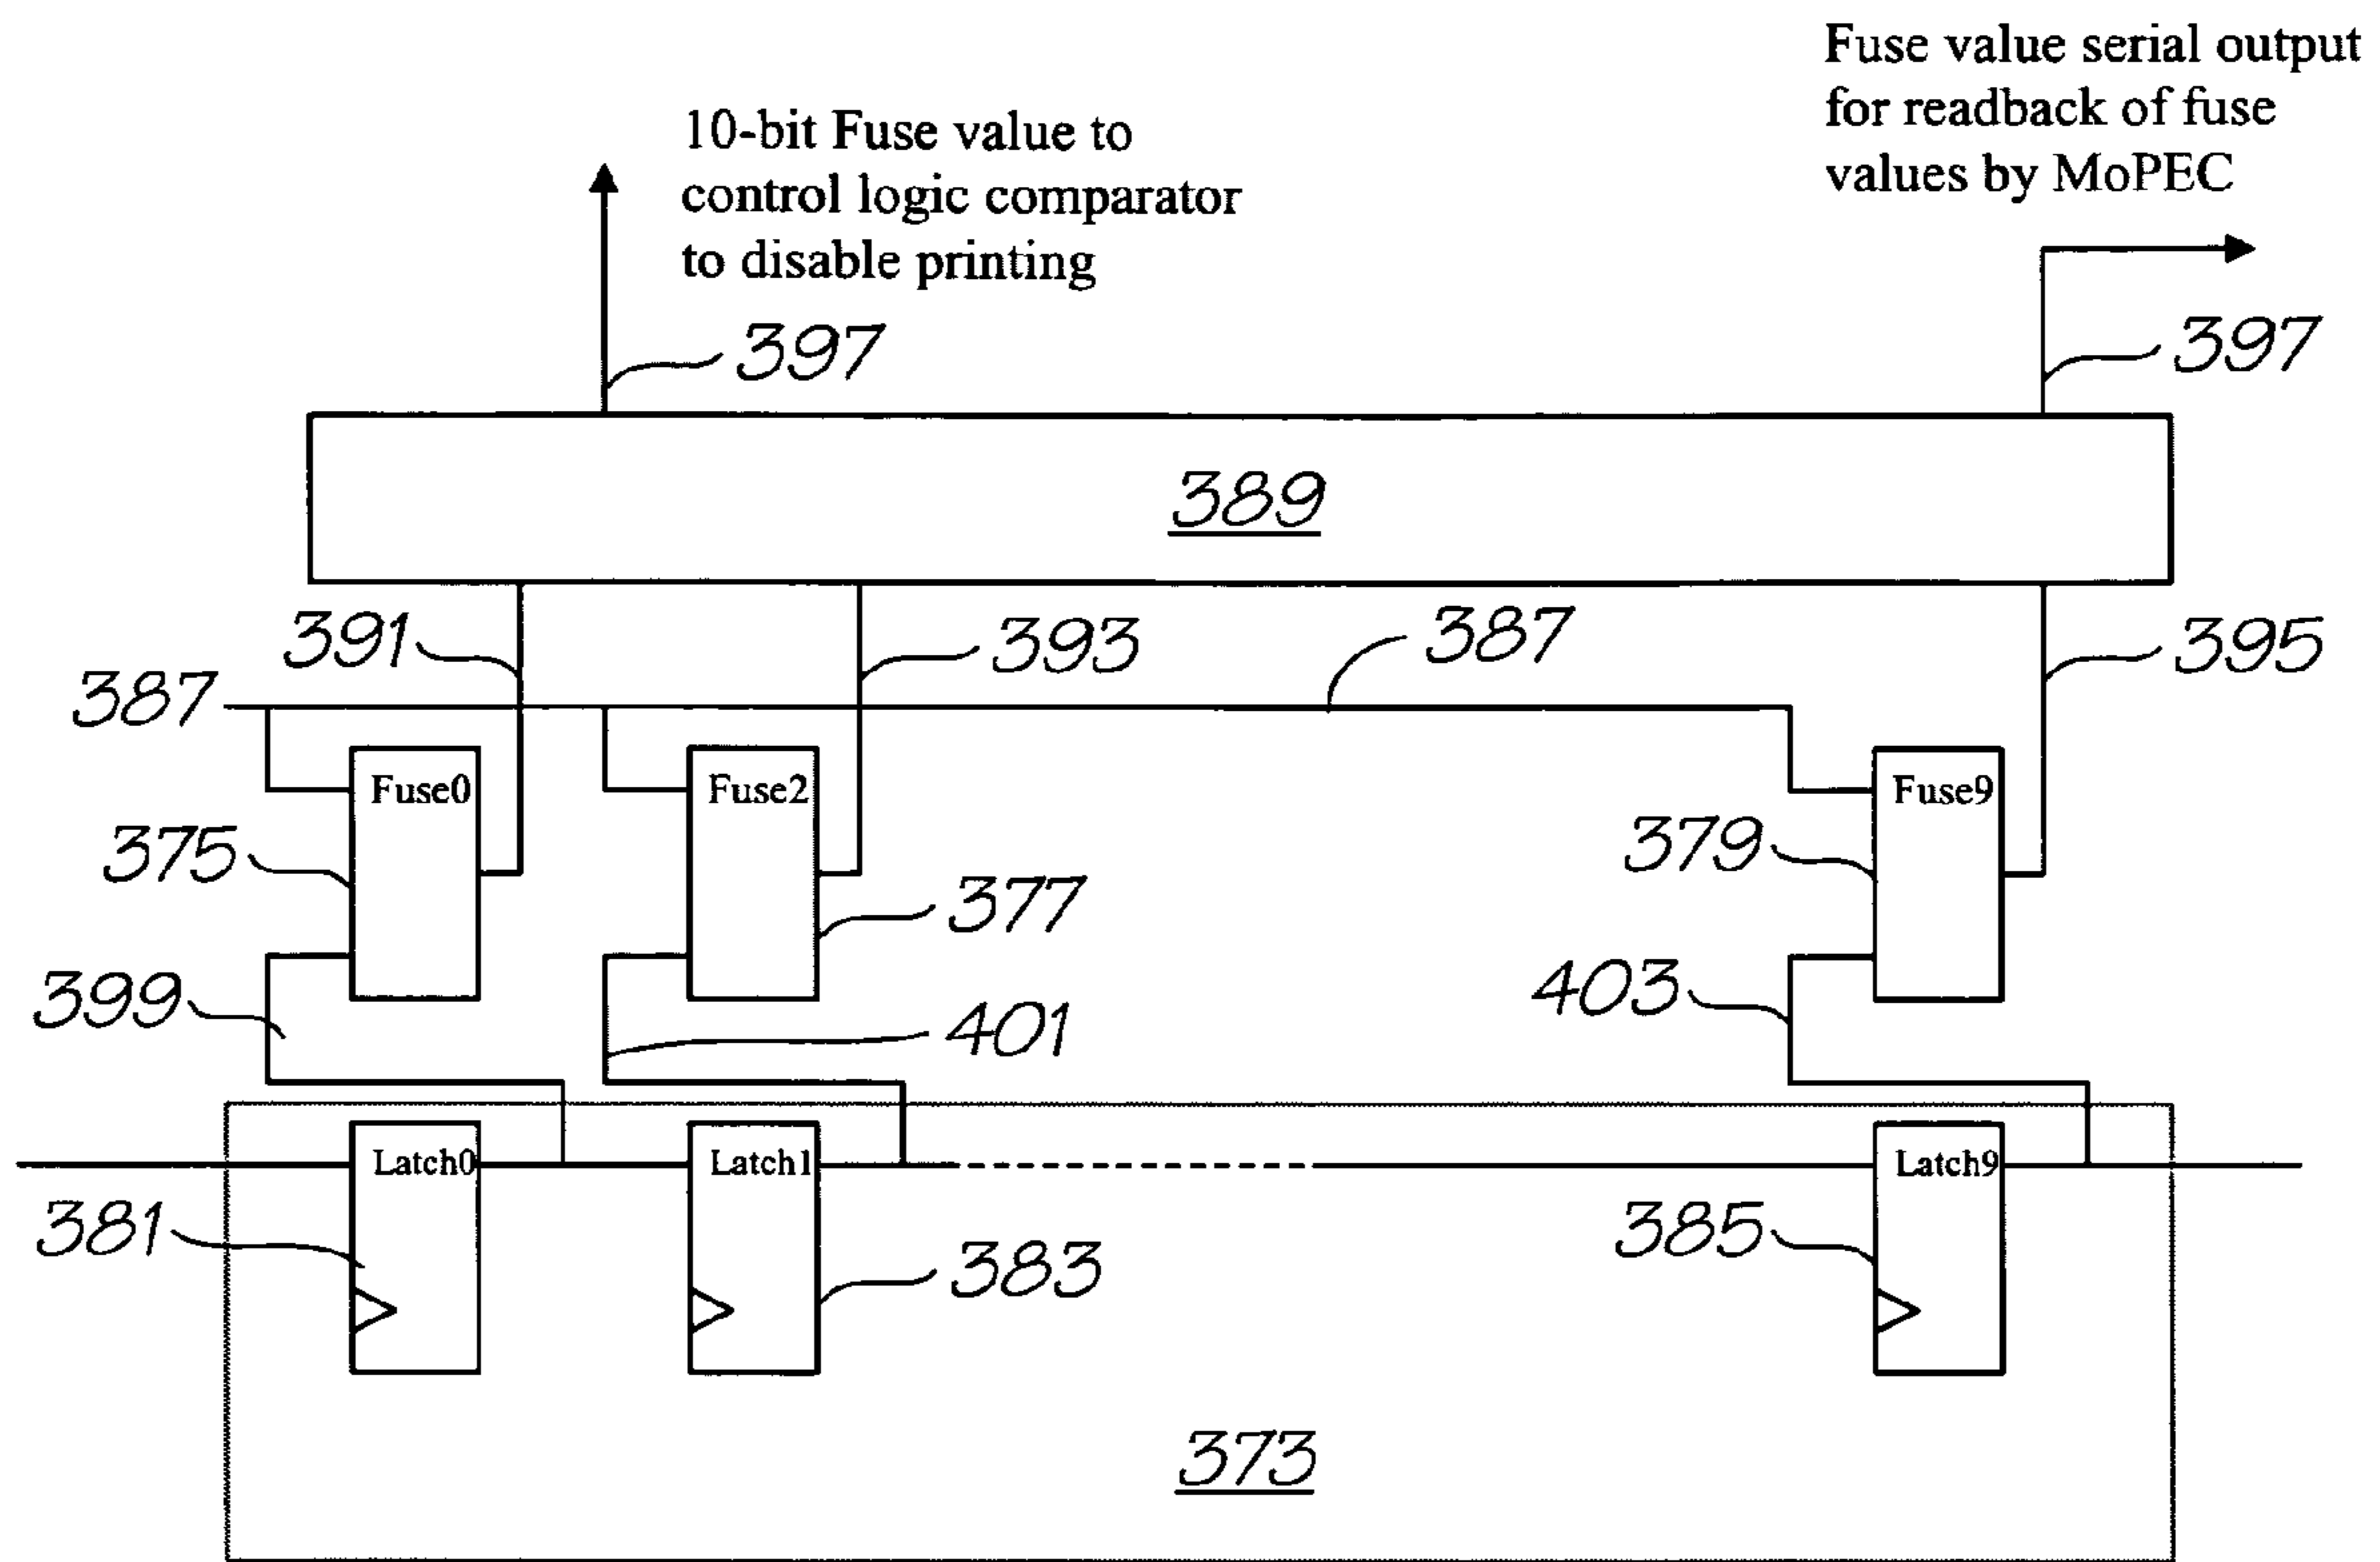 Fuse value serial output
for readback of fuse
values by MoPEC
10-bit Fuse value to
control logic comparator
to disable printing
397
397
389
391
393
387
395
387
Fuse0
Fuse2
Fuse9
375
377
379
399
401
403
Latch0
Latch1
Latch9
381
383
385
373